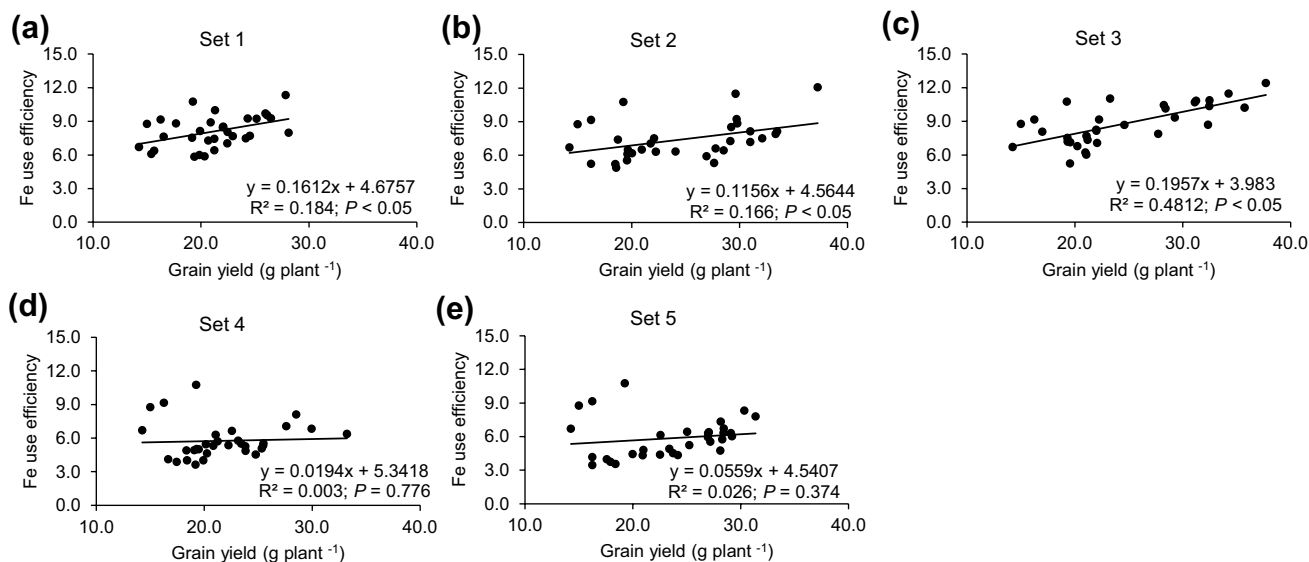 (a)
Set 1
15.0
12.0
9.0
6.0
3.0
0.0
Fe use efficiency
y = 0.1612x + 4.6757
R² = 0.184; P < 0.05
10.0 20.0 30.0 40.0
Grain yield (g plant ⁻¹)
(b)
Set 2
15.0
12.0
9.0
6.0
3.0
0.0
Fe use efficiency
y = 0.1156x + 4.5644
R² = 0.166; P < 0.05
10.0 20.0 30.0 40.0
Grain yield (g plant ⁻¹)
(c)
Set 3
15.0
12.0
9.0
6.0
3.0
0.0
Fe use efficiency
y = 0.1957x + 3.983
R² = 0.4812; P < 0.05
10.0 20.0 30.0 40.0
Grain yield (g plant ⁻¹)
(d)
Set 4
15.0
12.0
9.0
6.0
3.0
0.0
Fe use efficiency
y = 0.0194x + 5.3418
R² = 0.003; P = 0.776
10.0 20.0 30.0 40.0
Grain yield (g plant ⁻¹)
(e)
Set 5
15.0
12.0
9.0
6.0
3.0
0.0
Fe use efficiency
y = 0.0559x + 4.5407
R² = 0.026; P = 0.374
10.0 20.0 30.0 40.0
Grain yield (g plant ⁻¹)